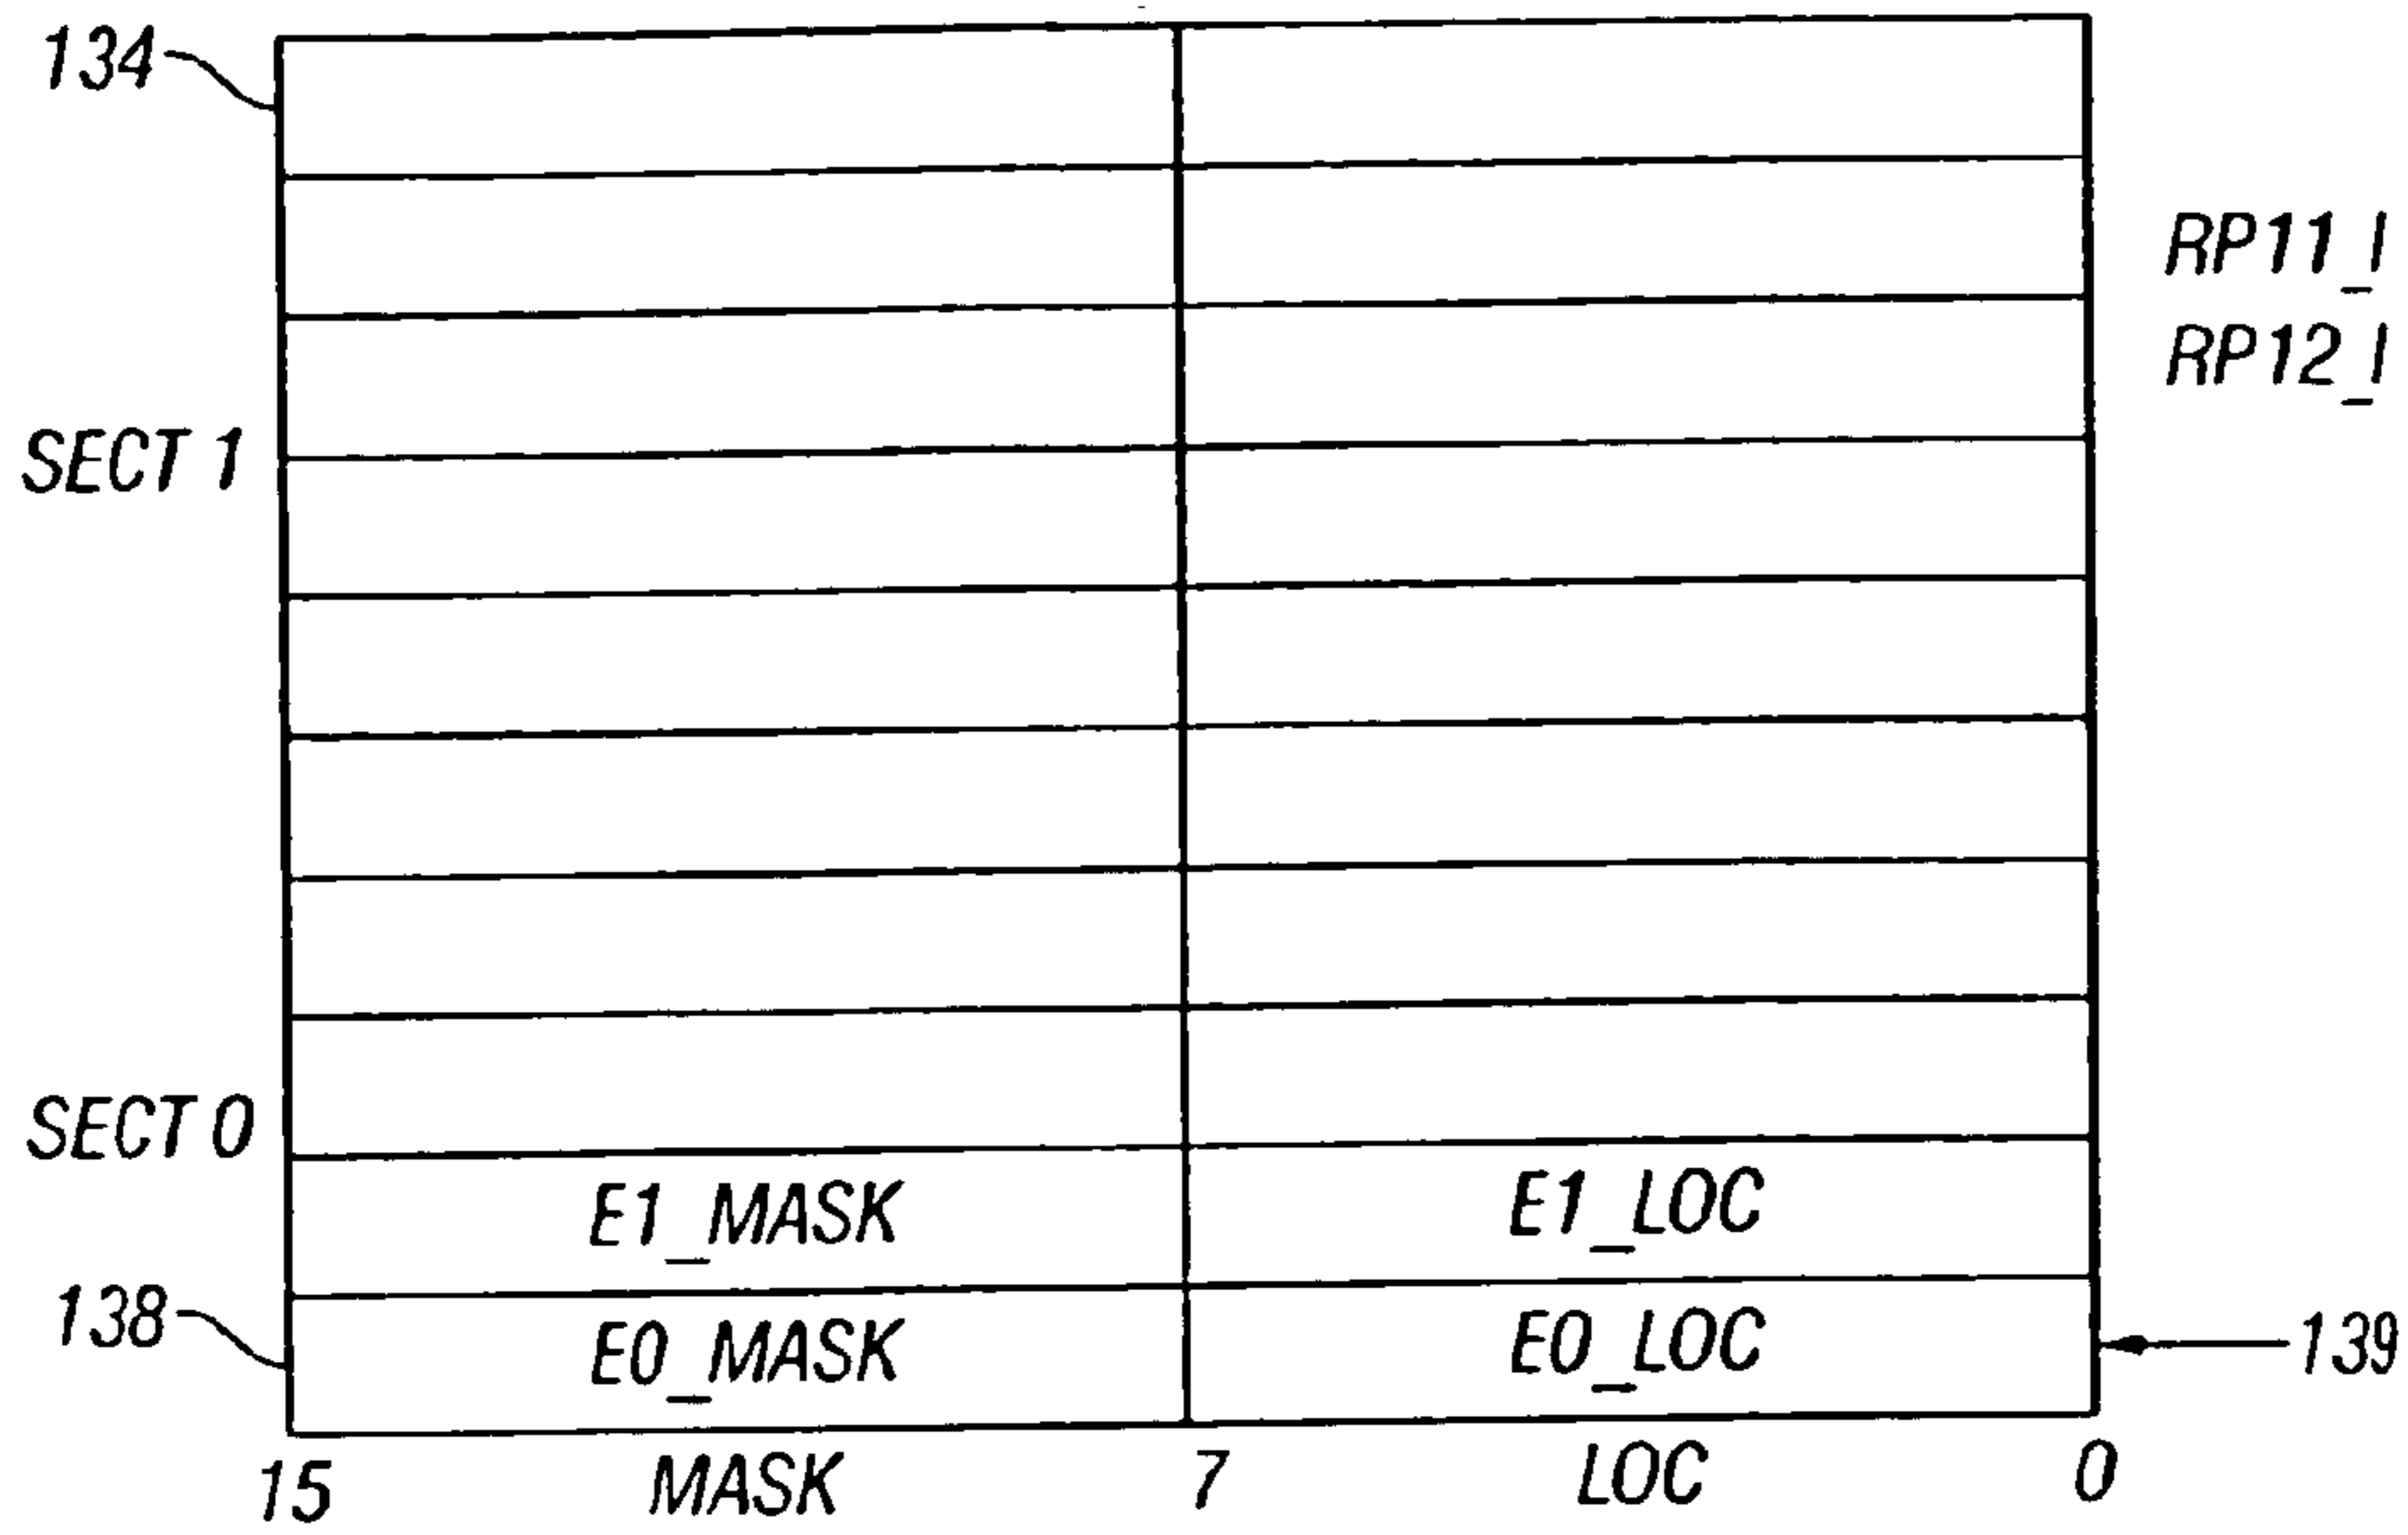 134
RP11_I
RP12_I
SECT 1
SECT 0
E1_MASK E1_LOC
138 E0_MASK E0_LOC 139
15 MASK 7 LOC 0